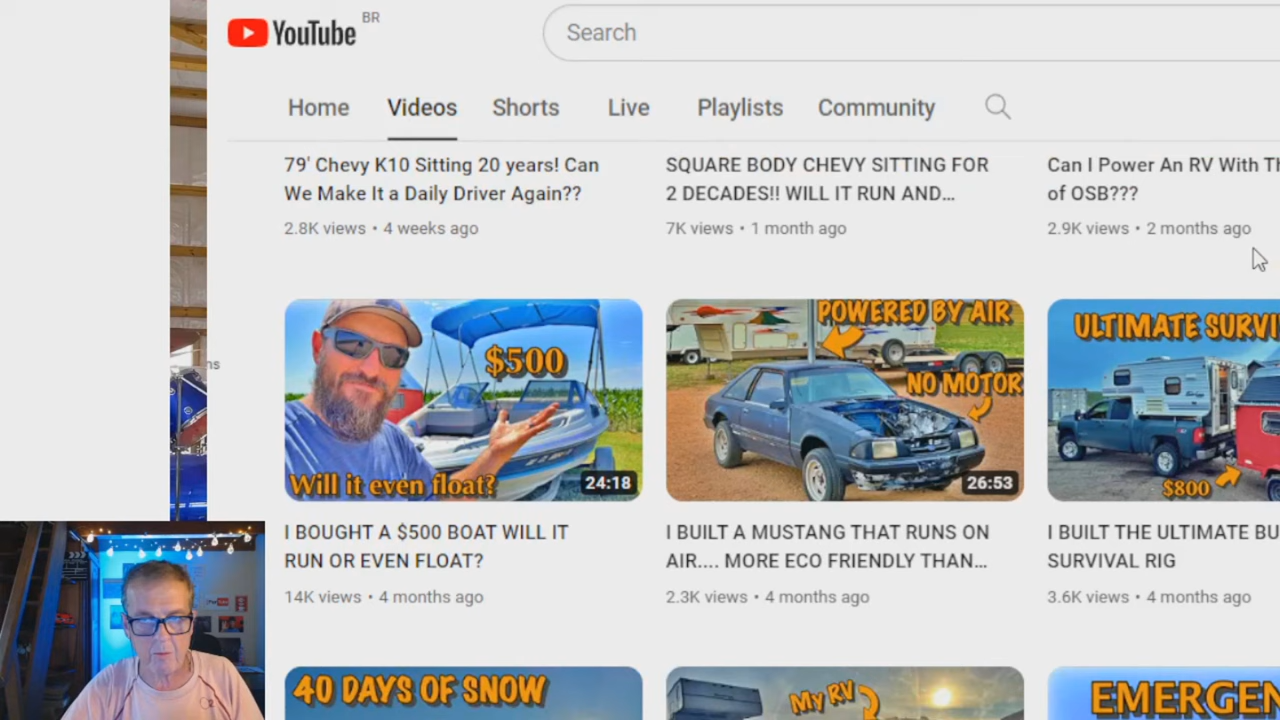 YouTube BR
Search
Home Videos Shorts Live Playlists Community
79' Chevy K10 Sitting 20 years! Can
We Make It a Daily Driver Again??
2.8K views • 4 weeks ago
SQUARE BODY CHEVY SITTING FOR
2 DECADES!! WILL IT RUN AND...
7K views • 1 month ago
Can I Power An RV With Th
of OSB???
2.9K views • 2 months ago
ns
$500
Will it even float?
24:18
POWERED BY AIR
NO MOTOR
26:53
ULTIMATE SURVI
$800
I BOUGHT A $500 BOAT WILL IT
RUN OR EVEN FLOAT?
14K views • 4 months ago
I BUILT A MUSTANG THAT RUNS ON
AIR.... MORE ECO FRIENDLY THAN...
2.3K views • 4 months ago
I BUILT THE ULTIMATE BU
SURVIVAL RIG
3.6K views • 4 months ago
40 DAYS OF SNOW
My RV
EMERGEN